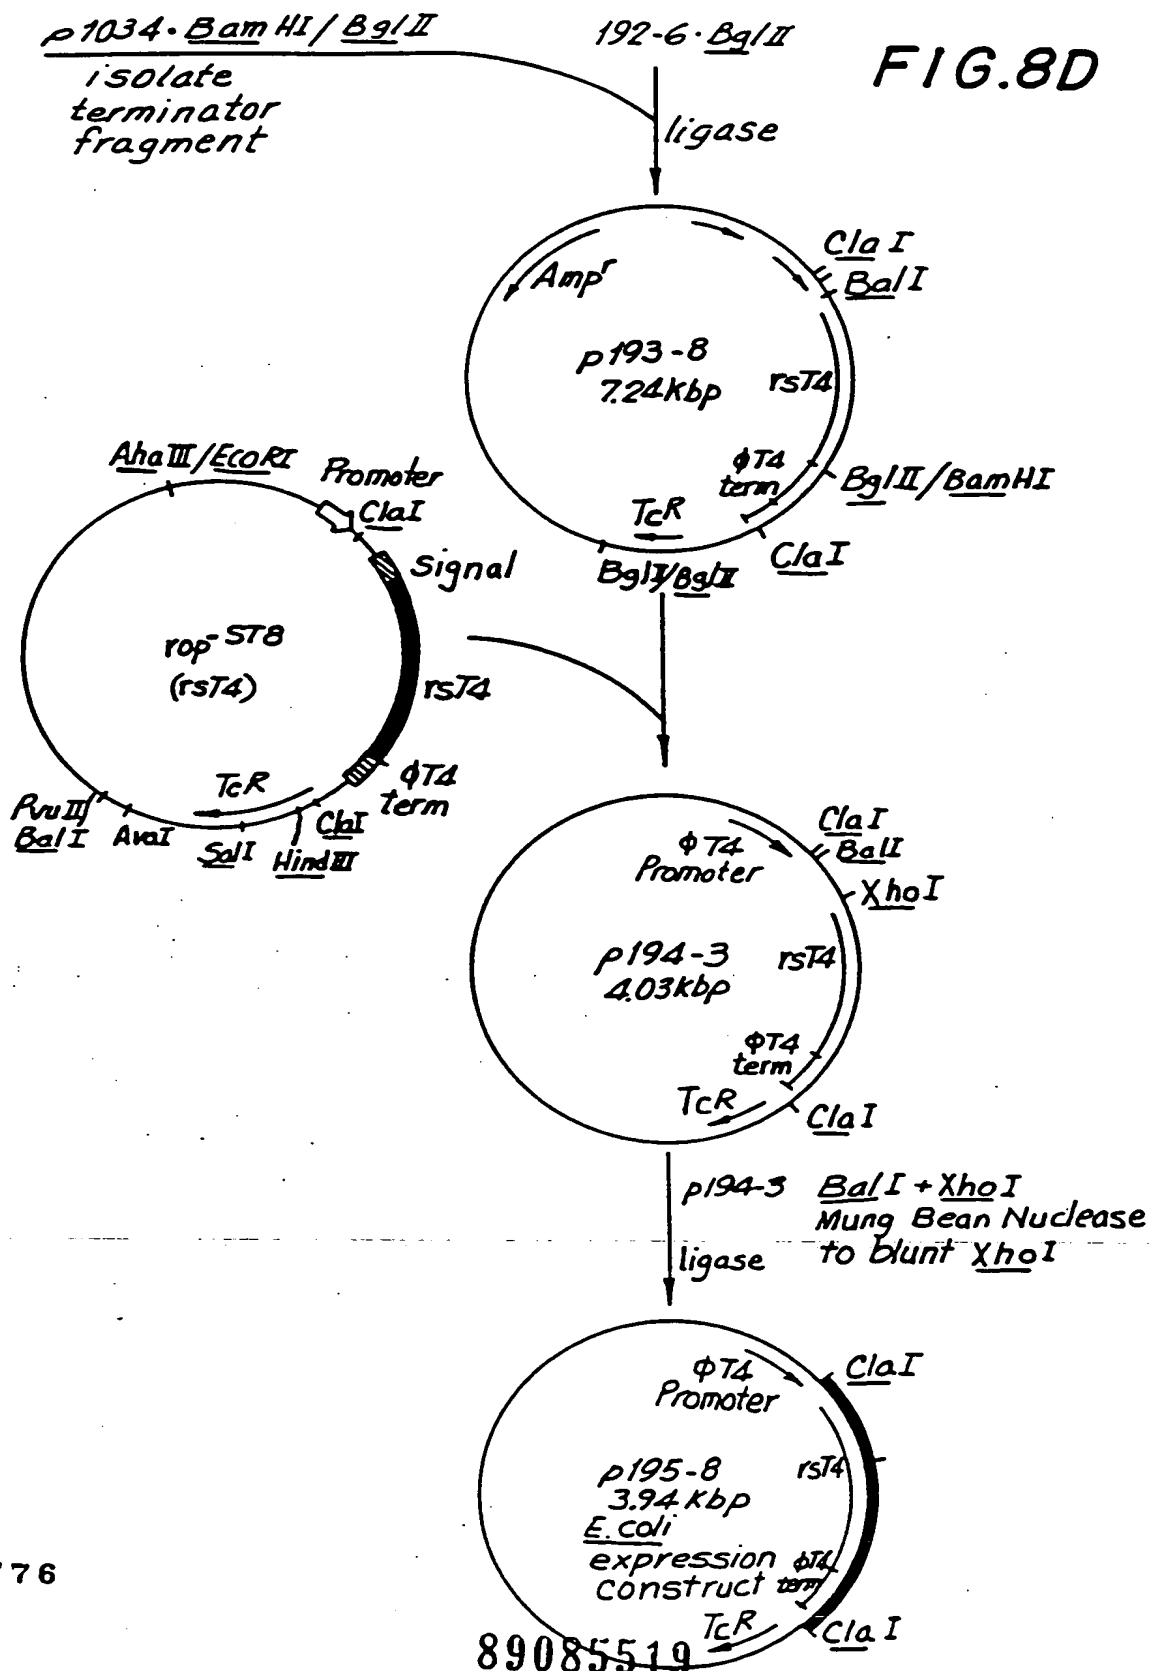 p1034·Bam HI/BglII
isolate
terminator
fragment
192-6·BglII
FIG.8D
ligase
Ampr
ClaI
BalI
p193-8
7.24Kbp
rsT4
ΦT4
term
BglII/BamHI
TcR
ClaI
BglI/BglII
AhaIII/EcoRI
Promoter
ClaI
Signal
rop-ST8
(rsT4)
rsT4
ΦT4
term
TcR
ClaI
HindIII
SalI
AvaI
PvuII/
BalI
ΦT4
Promoter
ClaI
BalI
XhoI
p194-3
4.03Kbp
rsT4
ΦT4
term
TcR
ClaI
p194-3 BalI + XhoI
Mung Bean Nuclease
to blunt XhoI
ligase
ΦT4
Promoter
ClaI
p195-8
3.94 Kbp
E. coli
expression
construct
rsT4
ΦT4
term
TcR
ClaI
76
89085519